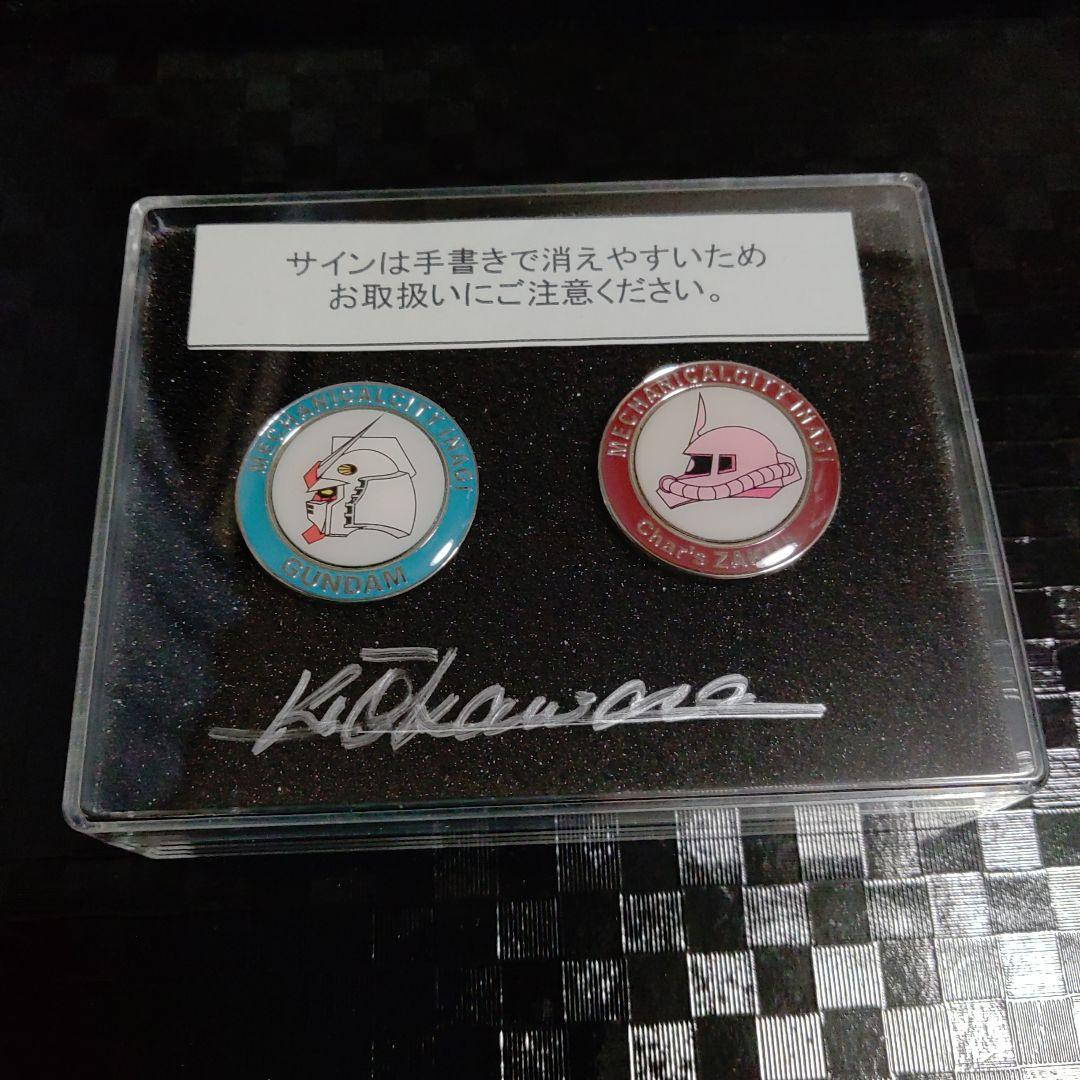 サインは手書きで消えやすいため
お取扱いにご注意ください。
MECHANICALCITY INAGI
GUNDAM
MECHANICALCITY INAGI
Char's ZAKU
K. Ōkawara